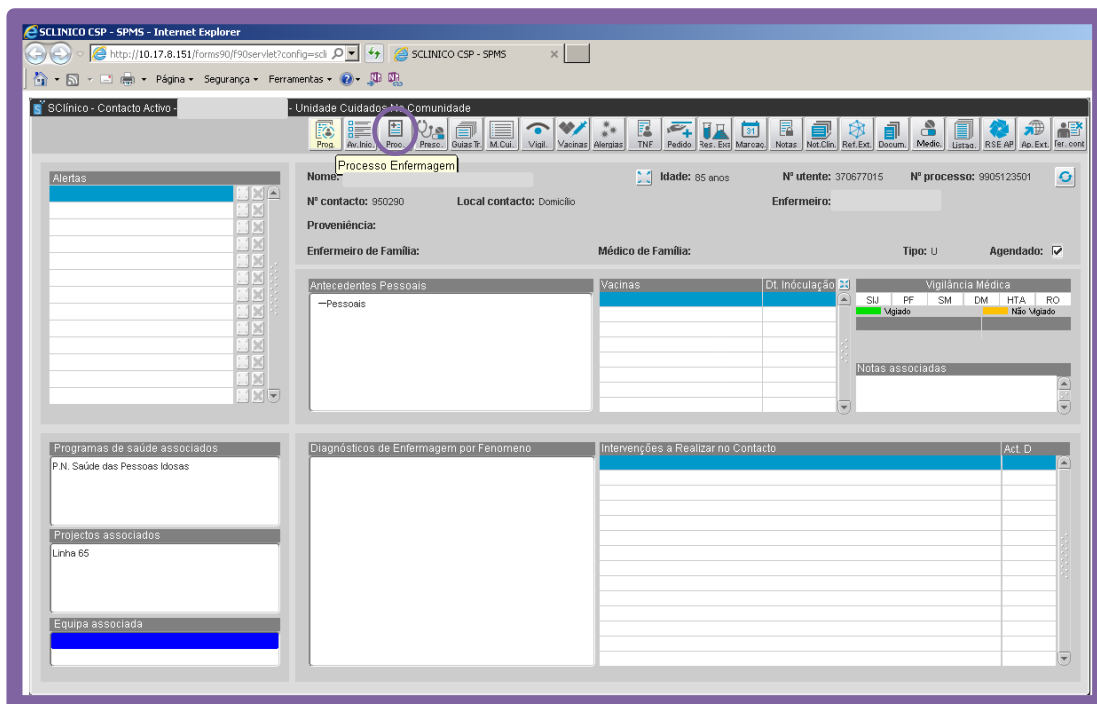 SCLINICO CSP - SPMS - Internet Explorer
http://10.17.8.151/forms90/f90servlet?config=scli
SCLINICO CSP - SPMS
Página
Segurança
Ferramentas
SClínico - Contacto Activo - - Unidade Cuidados Na Comunidade
Prog. Av.Inic. Proc. Presc. Guias Tr. M.Cui. Vigil. Vacinas Alergias TNF Pedido Res. Exs Marcaç. Notas Not.Clín. Ref.Ext. Docum. Medic. Listag. RSE AP Ap.Ext. Ter. cont
Processo Enfermagem
Alertas
Nome:
Idade: 85 anos
Nº utente: 370677015
Nº processo: 9905123501
Nº contacto: 950290
Local contacto: Domicílio
Enfermeiro:
Proveniência:
Enfermeiro de Família:
Médico de Família:
Tipo: U
Agendado:
Antecedentes Pessoais
Pessoais
Vacinas
Dt. Inóculação
Vigilância Médica
SIJ PF SM DM HTA RO
Vigiado
Não Vigiado
Notas associadas
Programas de saúde associados
P.N. Saúde das Pessoas Idosas
Projectos associados
Linha 65
Equipa associada
Diagnósticos de Enfermagem por Fenomeno
Intervenções a Realizar no Contacto
Act. D